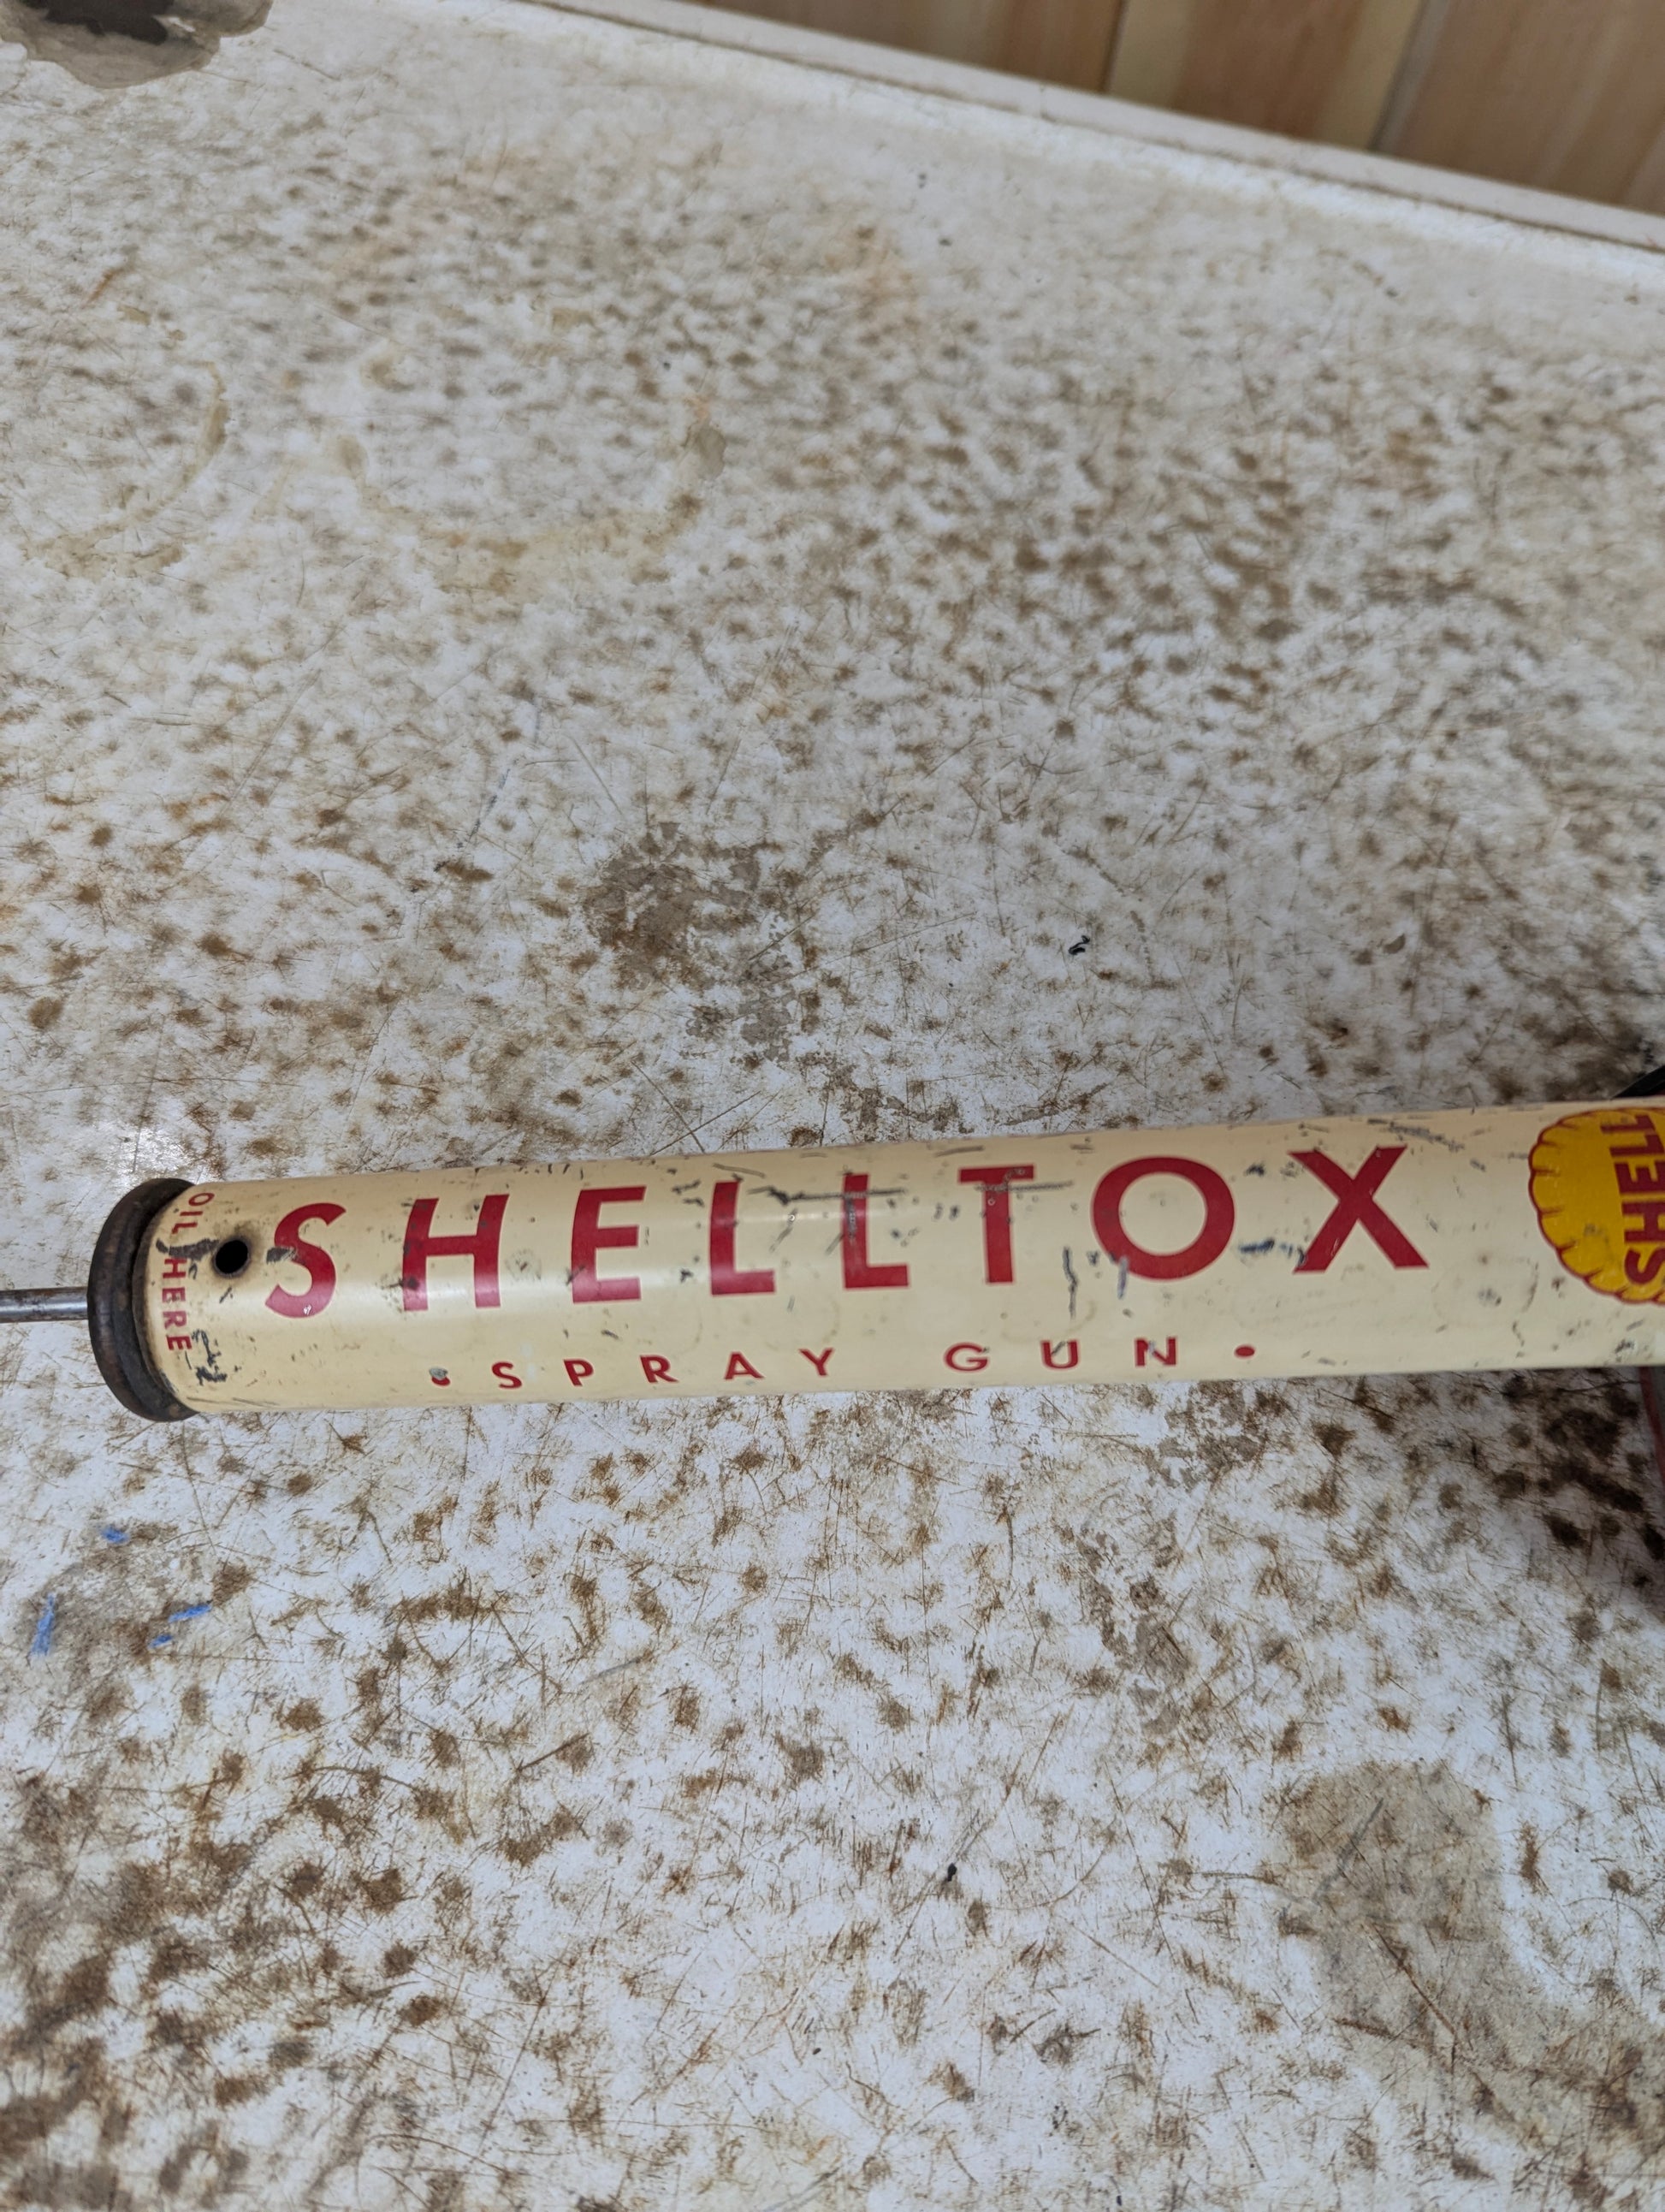 OIL HERE
SHELLTOX
• SPRAY GUN •
SHELL